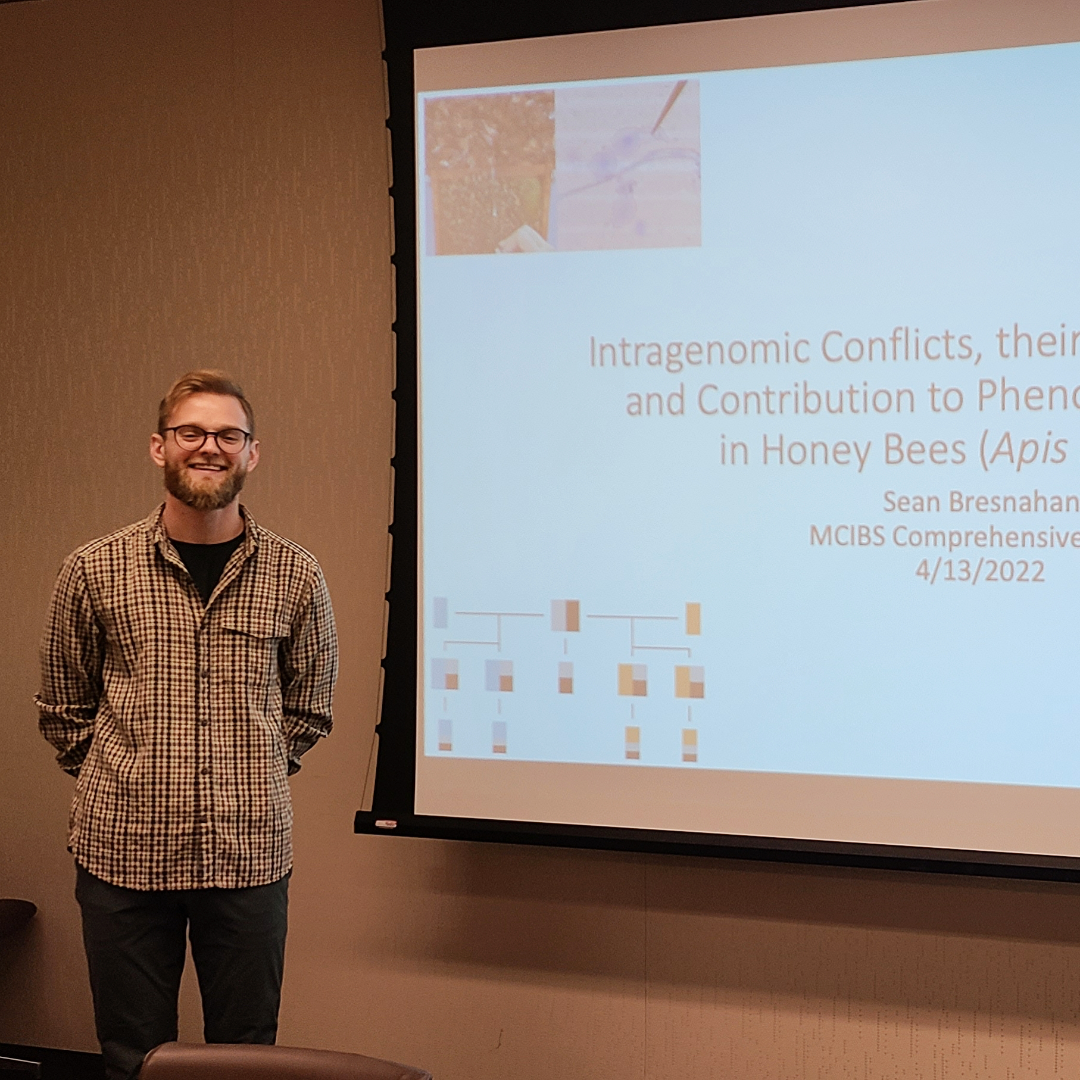 Intragenomic Conflicts, their
and Contribution to Pheno
in Honey Bees (Apis
Sean Bresnahan
MCIBS Comprehensive
4/13/2022